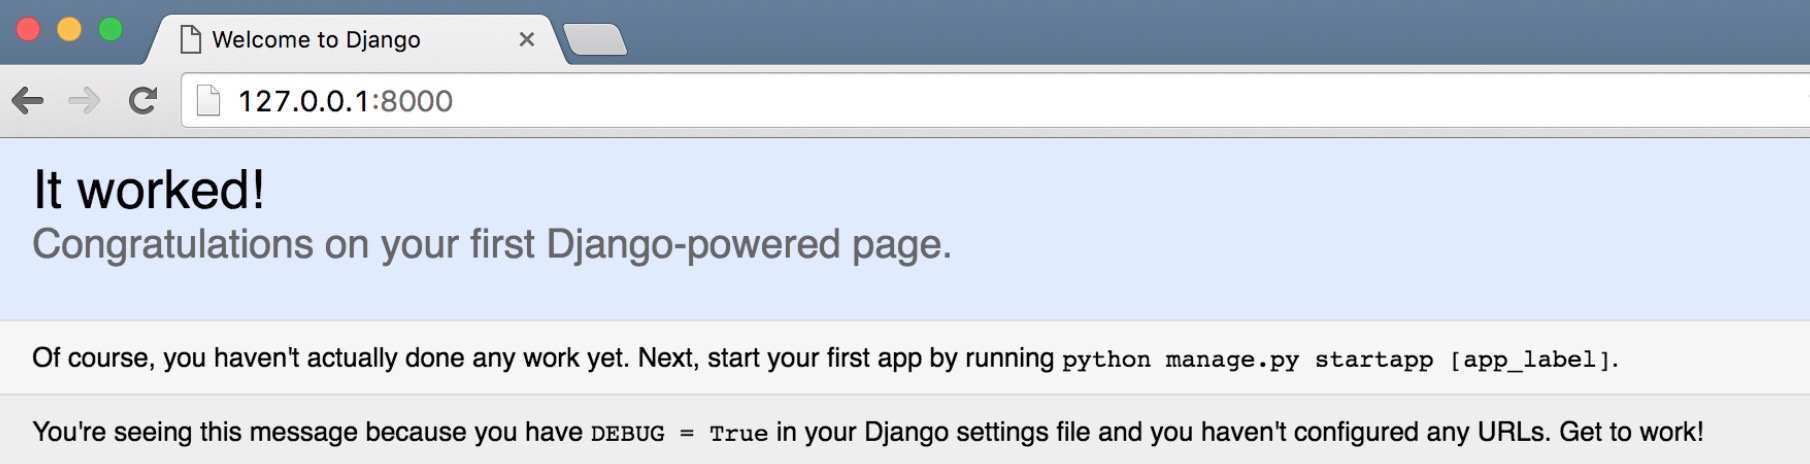 Welcome to Django
127.0.0.1:8000
It worked!
Congratulations on your first Django-powered page.
Of course, you haven't actually done any work yet. Next, start your first app by running python manage.py startapp [app_label].
You're seeing this message because you have DEBUG = True in your Django settings file and you haven't configured any URLs. Get to work!